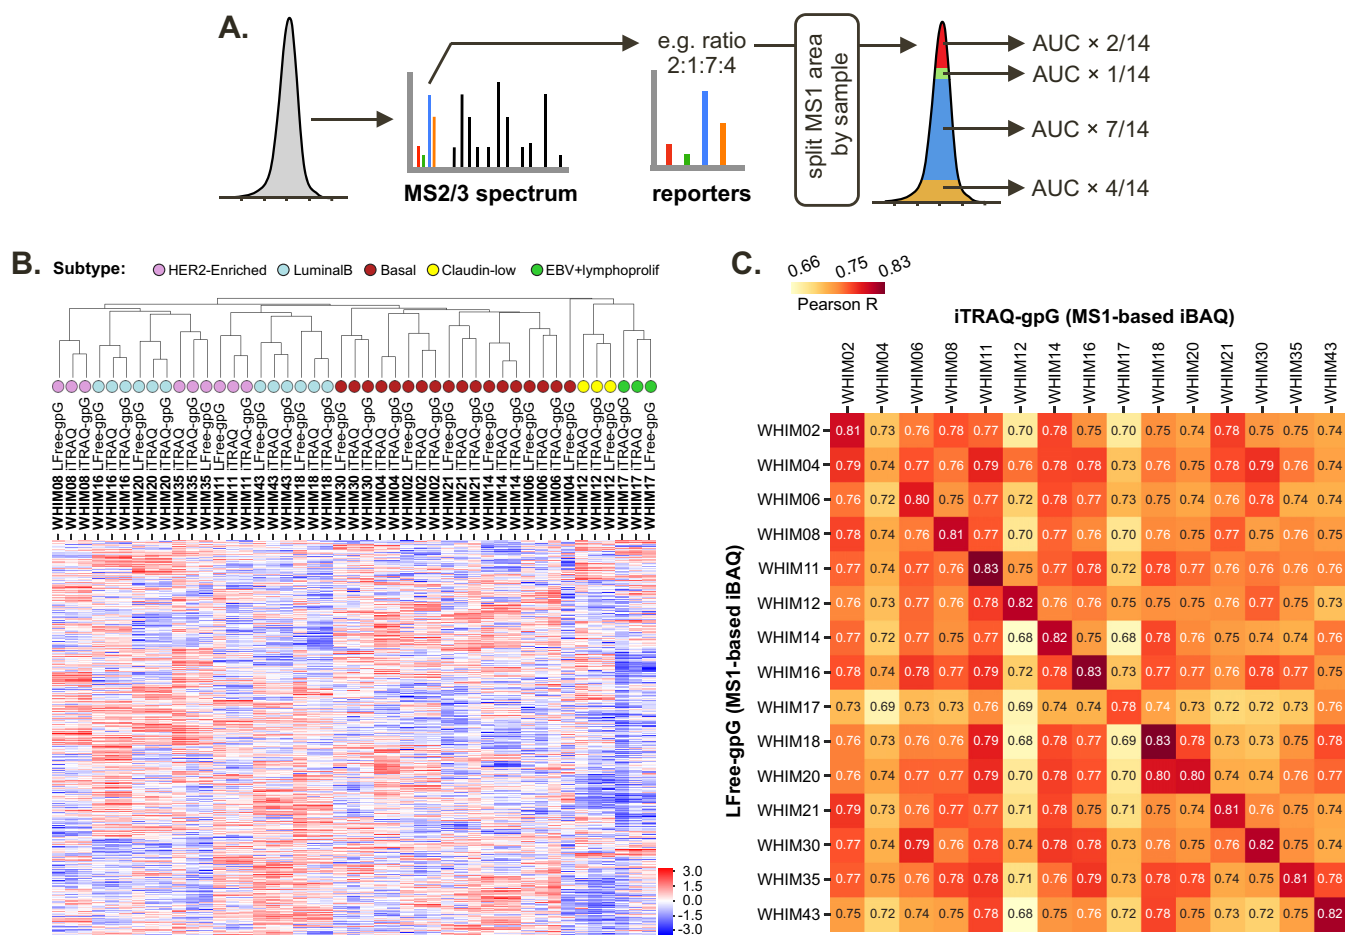 A.
e.g. ratio
2:1:7:4
MS2/3 spectrum
reporters
split MS1 area
by sample
AUC × 2/14
AUC × 1/14
AUC × 7/14
AUC × 4/14
B.
Subtype:
HER2-Enriched
LuminalB
Basal
Claudin-low
EBV+lymphoprolif
WHIM08 LFree-gpG
WHIM08 iTRAQ
WHIM08 iTRAQ-gpG
WHIM16 LFree-gpG
WHIM16 iTRAQ
WHIM16 iTRAQ-gpG
WHIM20 LFree-gpG
WHIM20 iTRAQ
WHIM20 iTRAQ-gpG
WHIM35 iTRAQ
WHIM35 iTRAQ-gpG
WHIM35 LFree-gpG
WHIM11 LFree-gpG
WHIM11 iTRAQ
WHIM11 iTRAQ-gpG
WHIM43 LFree-gpG
WHIM43 iTRAQ
WHIM43 iTRAQ-gpG
WHIM18 LFree-gpG
WHIM18 iTRAQ
WHIM18 iTRAQ-gpG
WHIM30 LFree-gpG
WHIM30 iTRAQ
WHIM30 iTRAQ-gpG
WHIM04 iTRAQ
WHIM04 iTRAQ-gpG
WHIM02 LFree-gpG
WHIM02 iTRAQ
WHIM02 iTRAQ-gpG
WHIM21 LFree-gpG
WHIM21 iTRAQ
WHIM21 iTRAQ-gpG
WHIM14 LFree-gpG
WHIM14 iTRAQ
WHIM14 iTRAQ-gpG
WHIM06 LFree-gpG
WHIM06 iTRAQ
WHIM06 iTRAQ-gpG
WHIM04 LFree-gpG
WHIM12 iTRAQ
WHIM12 iTRAQ-gpG
WHIM12 LFree-gpG
WHIM17 iTRAQ-gpG
WHIM17 iTRAQ
WHIM17 LFree-gpG
3.0
1.5
0.0
-1.5
-3.0
C.
0.66 0.75 0.83
Pearson R
iTRAQ-gpG (MS1-based iBAQ)
WHIM02 WHIM04 WHIM06 WHIM08 WHIM11 WHIM12 WHIM14 WHIM16 WHIM17 WHIM18 WHIM20 WHIM21 WHIM30 WHIM35 WHIM43
LFree-gpG (MS1-based iBAQ)
WHIM02 0.81 0.73 0.76 0.78 0.77 0.70 0.78 0.75 0.70 0.75 0.74 0.78 0.75 0.75 0.74
WHIM04 0.79 0.74 0.77 0.76 0.79 0.76 0.78 0.78 0.73 0.76 0.75 0.78 0.79 0.76 0.74
WHIM06 0.76 0.72 0.80 0.75 0.77 0.72 0.78 0.77 0.73 0.75 0.74 0.76 0.78 0.74 0.74
WHIM08 0.78 0.74 0.76 0.81 0.77 0.70 0.77 0.76 0.70 0.76 0.75 0.77 0.75 0.76 0.75
WHIM11 0.77 0.74 0.77 0.76 0.83 0.75 0.77 0.78 0.72 0.78 0.77 0.76 0.76 0.76 0.76
WHIM12 0.76 0.73 0.77 0.76 0.78 0.82 0.76 0.76 0.75 0.75 0.75 0.76 0.77 0.75 0.73
WHIM14 0.77 0.72 0.77 0.75 0.77 0.68 0.82 0.75 0.68 0.78 0.76 0.75 0.74 0.74 0.76
WHIM16 0.78 0.74 0.78 0.77 0.79 0.72 0.78 0.83 0.73 0.77 0.77 0.76 0.78 0.77 0.75
WHIM17 0.73 0.69 0.73 0.73 0.76 0.69 0.74 0.74 0.78 0.74 0.73 0.72 0.72 0.73 0.76
WHIM18 0.76 0.73 0.76 0.76 0.79 0.68 0.78 0.77 0.69 0.83 0.78 0.73 0.73 0.75 0.78
WHIM20 0.76 0.74 0.77 0.77 0.79 0.70 0.78 0.77 0.70 0.80 0.80 0.74 0.74 0.76 0.77
WHIM21 0.79 0.73 0.76 0.77 0.77 0.71 0.78 0.75 0.71 0.75 0.74 0.81 0.76 0.75 0.74
WHIM30 0.77 0.74 0.79 0.76 0.78 0.74 0.78 0.78 0.74 0.76 0.75 0.76 0.82 0.75 0.74
WHIM35 0.77 0.75 0.76 0.78 0.78 0.71 0.76 0.79 0.73 0.78 0.78 0.74 0.75 0.81 0.78
WHIM43 0.75 0.72 0.74 0.75 0.78 0.68 0.75 0.76 0.72 0.78 0.75 0.73 0.72 0.75 0.82